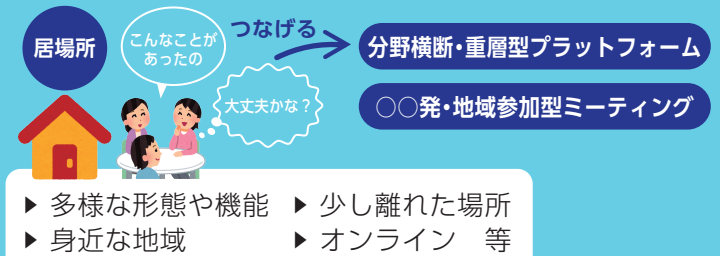 居場所
こんなことが
あったの
つなげる
大丈夫かな？
分野横断・重層型プラットフォーム
○○発・地域参加型ミーティング
▶ 多様な形態や機能
▶ 身近な地域
▶ 少し離れた場所
▶ オンライン　等